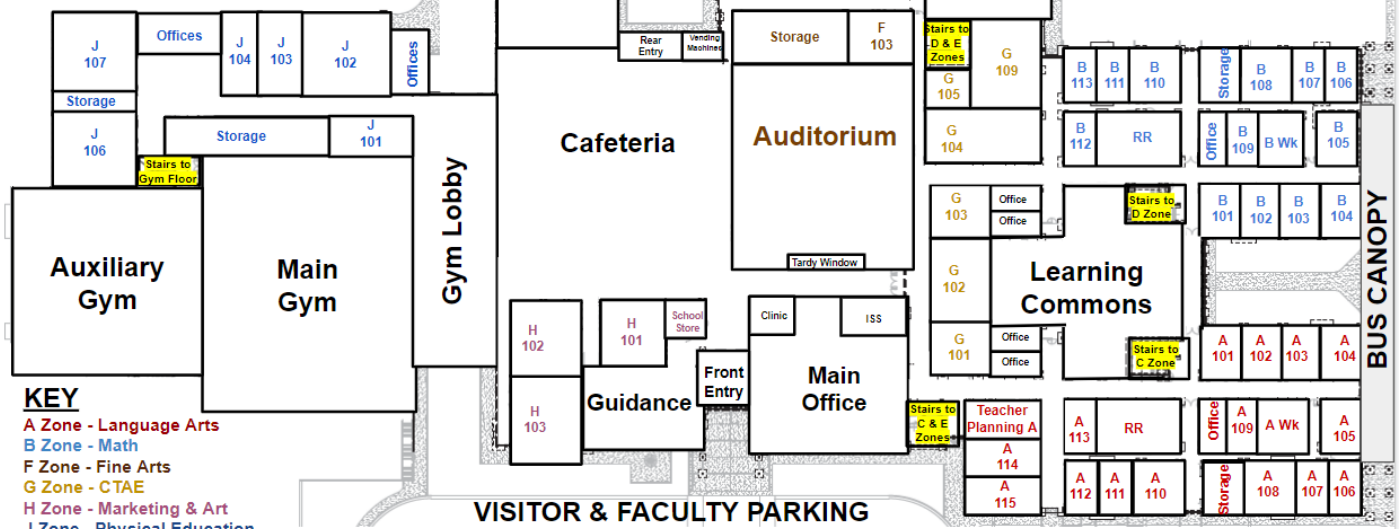 J
107
Offices
J
104
J
103
J
102
Offices
Storage
J
106
Storage
J
101
Stairs to
Gym Floor
Auxiliary
Gym
Main
Gym
Gym Lobby
Cafeteria
Rear
Entry
Vending
Machines
Storage
F
103
Auditorium
Tardy Window
H
102
H
101
School
Store
H
103
Guidance
Front
Entry
Clinic
ISS
Main
Office
Stairs to
D & E
Zones
G
109
G
105
G
104
G
103
Office
Office
G
102
G
101
Office
Office
Learning
Commons
Stairs to
D Zone
Stairs to
C Zone
Stairs to
C & E
Zones
Teacher
Planning A
A
114
A
115
B
113
B
111
B
110
Storage
B
108
B
107
B
106
B
112
RR
Office
B
109
B Wk
B
105
B
101
B
102
B
103
B
104
A
101
A
102
A
103
A
104
A
113
RR
Office
A
109
A Wk
A
105
A
112
A
111
A
110
Storage
A
108
A
107
A
106
BUS CANOPY
KEY
A Zone - Language Arts
B Zone - Math
F Zone - Fine Arts
G Zone - CTAE
H Zone - Marketing & Art
J Zone - Physical Education
VISITOR & FACULTY PARKING